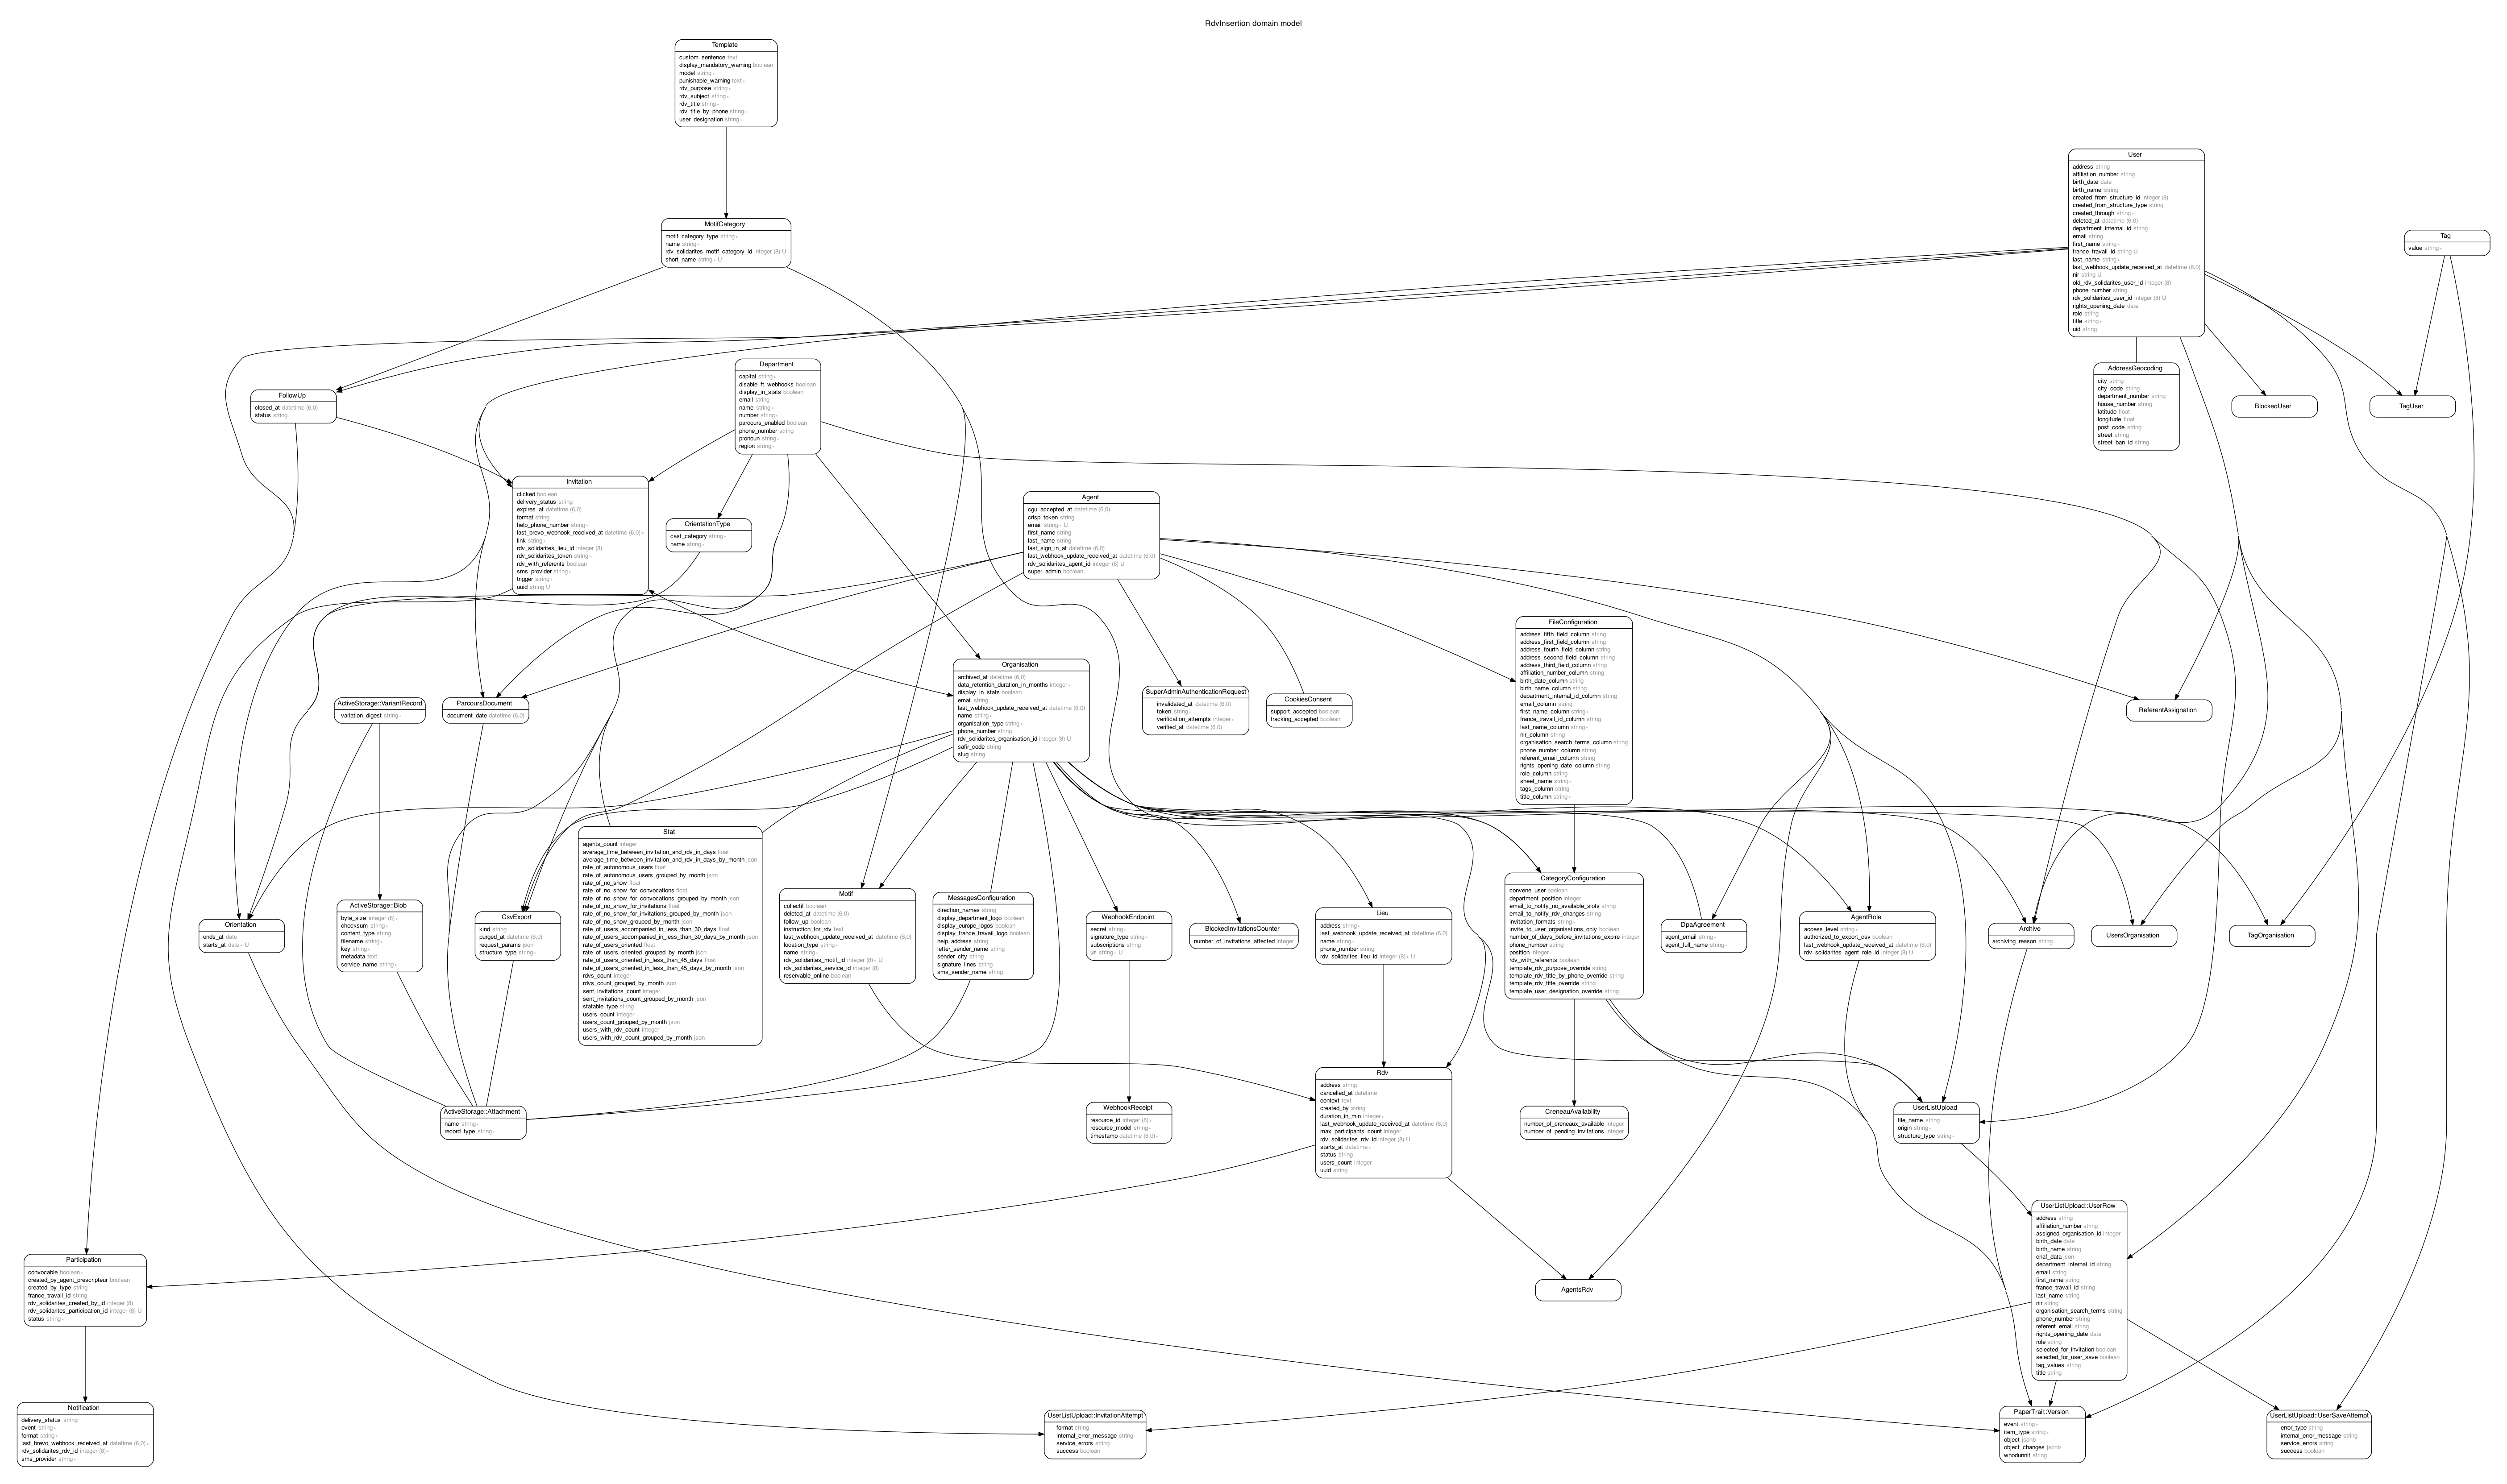 RdvInsertion domain model
Template
custom_sentence text
display_mandatory_warning boolean
model string *
punishable_warning text *
rdv_purpose string *
rdv_subject string *
rdv_title string *
rdv_title_by_phone string *
user_designation string *
User
address string
affiliation_number string
birth_date date
birth_name string
created_from_structure_id integer (8)
created_from_structure_type string
created_through string *
deleted_at datetime (6,0)
department_internal_id string
email string
first_name string *
france_travail_id string U
last_name string *
last_webhook_update_received_at datetime (6,0)
nir string U
old_rdv_solidarites_user_id integer (8)
phone_number string
rdv_solidarites_user_id integer (8) U
rights_opening_date date
role string
title string *
uid string
MotifCategory
motif_category_type string *
name string *
rdv_solidarites_motif_category_id integer (8) U
short_name string * U
Tag
value string *
Department
capital string *
disable_ft_webhooks boolean
display_in_stats boolean
email string
name string *
number string *
parcours_enabled boolean
phone_number string
pronoun string *
region string *
AddressGeocoding
city string
city_code string
department_number string
house_number string
latitude float
longitude float
post_code string
street string
street_ban_id string
FollowUp
closed_at datetime (6,0)
status string
BlockedUser
TagUser
Invitation
clicked boolean
delivery_status string
expires_at datetime (6,0)
format string
help_phone_number string *
last_brevo_webhook_received_at datetime (6,0) *
link string *
rdv_solidarites_lieu_id integer (8)
rdv_solidarites_token string *
rdv_with_referents boolean
sms_provider string *
trigger string *
uuid string U
OrientationType
casf_category string *
name string *
Agent
cgu_accepted_at datetime (6,0)
crisp_token string
email string * U
first_name string
last_name string
last_sign_in_at datetime (6,0)
last_webhook_update_received_at datetime (6,0)
rdv_solidarites_agent_id integer (8) U
super_admin boolean
FileConfiguration
address_fifth_field_column string
address_first_field_column string
address_fourth_field_column string
address_second_field_column string
address_third_field_column string
affiliation_number_column string
birth_date_column string
birth_name_column string
department_internal_id_column string
email_column string
first_name_column string *
france_travail_id_column string
last_name_column string *
nir_column string
organisation_search_terms_column string
phone_number_column string
referent_email_column string
rights_opening_date_column string
role_column string
sheet_name string *
tags_column string
title_column string *
Organisation
archived_at datetime (6,0)
data_retention_duration_in_months integer *
display_in_stats boolean
email string
last_webhook_update_received_at datetime (6,0)
name string *
organisation_type string *
phone_number string
rdv_solidarites_organisation_id integer (8) U
safir_code string
slug string
SuperAdminAuthenticationRequest
invalidated_at datetime (6,0)
token string *
verification_attempts integer *
verified_at datetime (6,0)
CookiesConsent
support_accepted boolean
tracking_accepted boolean
ActiveStorage::VariantRecord
variation_digest string *
ParcoursDocument
document_date datetime (6,0)
ReferentAssignation
Stat
agents_count integer
average_time_between_invitation_and_rdv_in_days float
average_time_between_invitation_and_rdv_in_days_by_month json
rate_of_autonomous_users float
rate_of_autonomous_users_grouped_by_month json
rate_of_no_show float
rate_of_no_show_for_convocations float
rate_of_no_show_for_convocations_grouped_by_month json
rate_of_no_show_for_invitations float
rate_of_no_show_for_invitations_grouped_by_month json
rate_of_no_show_grouped_by_month json
rate_of_users_accompanied_in_less_than_30_days float
rate_of_users_accompanied_in_less_than_30_days_by_month json
rate_of_users_oriented float
rate_of_users_oriented_grouped_by_month json
rate_of_users_oriented_in_less_than_45_days float
rate_of_users_oriented_in_less_than_45_days_by_month json
rdvs_count integer
rdvs_count_grouped_by_month json
sent_invitations_count integer
sent_invitations_count_grouped_by_month json
statable_type string
users_count integer
users_count_grouped_by_month json
users_with_rdv_count integer
users_with_rdv_count_grouped_by_month json
Orientation
ends_at date
starts_at date * U
ActiveStorage::Blob
byte_size integer (8) *
checksum string *
content_type string
filename string *
key string *
metadata text
service_name string *
CsvExport
kind string
purged_at datetime (6,0)
request_params json
structure_type string *
Motif
collectif boolean
deleted_at datetime (6,0)
follow_up boolean
instruction_for_rdv text
last_webhook_update_received_at datetime (6,0)
location_type string *
name string *
rdv_solidarites_motif_id integer (8) * U
rdv_solidarites_service_id integer (8)
reservable_online boolean
MessagesConfiguration
direction_names string
display_department_logo boolean
display_europe_logos boolean
display_france_travail_logo boolean
help_address string
letter_sender_name string
sender_city string
signature_lines string
sms_sender_name string
WebhookEndpoint
secret string *
signature_type string *
subscriptions string
url string * U
BlockedInvitationsCounter
number_of_invitations_affected integer
Lieu
address string *
last_webhook_update_received_at datetime (6,0)
name string *
phone_number string
rdv_solidarites_lieu_id integer (8) * U
CategoryConfiguration
convene_user boolean
department_position integer
email_to_notify_no_available_slots string
email_to_notify_rdv_changes string
invitation_formats string *
invite_to_user_organisations_only boolean
number_of_days_before_invitations_expire integer
phone_number string
position integer
rdv_with_referents boolean
template_rdv_purpose_override string
template_rdv_title_by_phone_override string
template_rdv_title_override string
template_user_designation_override string
DpaAgreement
agent_email string *
agent_full_name string *
AgentRole
access_level string *
authorized_to_export_csv boolean
last_webhook_update_received_at datetime (6,0)
rdv_solidarites_agent_role_id integer (8) U
Archive
archiving_reason string
UsersOrganisation
TagOrganisation
ActiveStorage::Attachment
name string *
record_type string *
WebhookReceipt
resource_id integer (8) *
resource_model string *
timestamp datetime (6,0) *
Rdv
address string
cancelled_at datetime
context text
created_by string
duration_in_min integer *
last_webhook_update_received_at datetime (6,0)
max_participants_count integer
rdv_solidarites_rdv_id integer (8) U
starts_at datetime *
status string
users_count integer
uuid string
CreneauAvailability
number_of_creneaux_available integer
number_of_pending_invitations integer
UserListUpload
file_name string
origin string *
structure_type string *
UserListUpload::UserRow
address string
affiliation_number string
assigned_organisation_id integer
birth_date date
birth_name string
cnaf_data json
department_internal_id string
email string
first_name string
france_travail_id string
last_name string
nir string
organisation_search_terms string
phone_number string
referent_email string
rights_opening_date date
role string
selected_for_invitation boolean
selected_for_user_save boolean
tag_values string
title string
Participation
convocable boolean *
created_by_agent_prescripteur boolean
created_by_type string
france_travail_id string
rdv_solidarites_created_by_id integer (8)
rdv_solidarites_participation_id integer (8) U
status string *
AgentsRdv
Notification
delivery_status string
event string *
format string *
last_brevo_webhook_received_at datetime (6,0) *
rdv_solidarites_rdv_id integer (8) *
sms_provider string *
UserListUpload::InvitationAttempt
format string
internal_error_message string
service_errors string
success boolean
PaperTrail::Version
event string *
item_type string *
object jsonb
object_changes jsonb
whodunnit string
UserListUpload::UserSaveAttempt
error_type string
internal_error_message string
service_errors string
success boolean